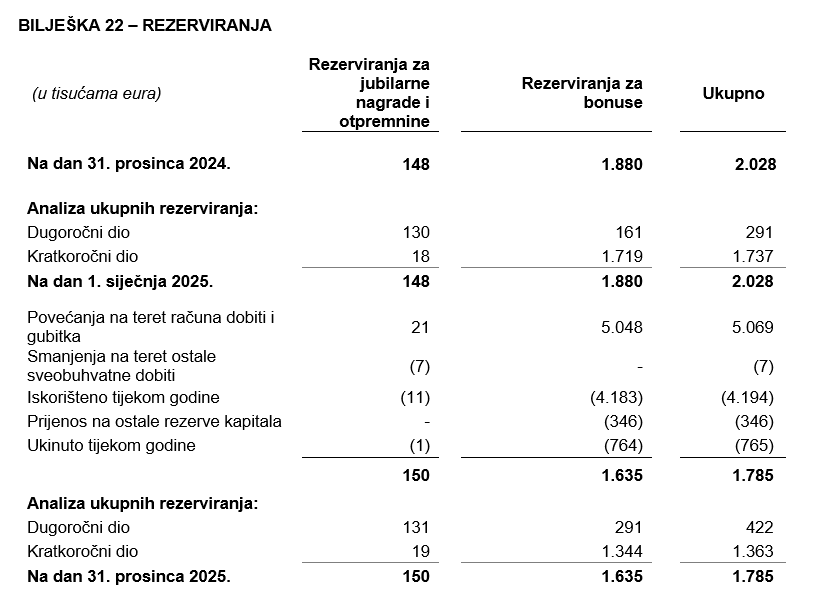 BILJEŠKA 22 – REZERVIRANJA
(u tisućama eura) Rezerviranja za jubilarne nagrade i otpremnine Rezerviranja za bonuse Ukupno
Na dan 31. prosinca 2024. 148 1.880 2.028
Analiza ukupnih rezerviranja:
Dugoročni dio 130 161 291
Kratkoročni dio 18 1.719 1.737
Na dan 1. siječnja 2025. 148 1.880 2.028
Povećanja na teret računa dobiti i
gubitka 21 5.048 5.069
Smanjenja na teret ostale
sveobuhvatne dobiti (7) - (7)
Iskorišteno tijekom godine (11) (4.183) (4.194)
Prijenos na ostale rezerve kapitala - (346) (346)
Ukinuto tijekom godine (1) (764) (765)
150 1.635 1.785
Analiza ukupnih rezerviranja:
Dugoročni dio 131 291 422
Kratkoročni dio 19 1.344 1.363
Na dan 31. prosinca 2025. 150 1.635 1.785